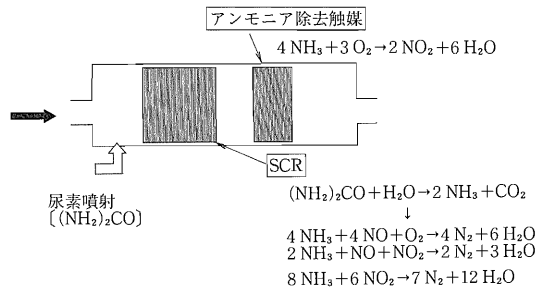 アンモニア除去触媒
4 NH₃+3 O₂→2 NO₂+6 H₂O
SCR
尿素噴射
〔(NH₂)₂CO〕
(NH₂)₂CO+H₂O→2 NH₃+CO₂
↓
4 NH₃+4 NO+O₂→4 N₂+6 H₂O
2 NH₃+NO+NO₂→2 N₂+3 H₂O
8 NH₃+6 NO₂→7 N₂+12 H₂O